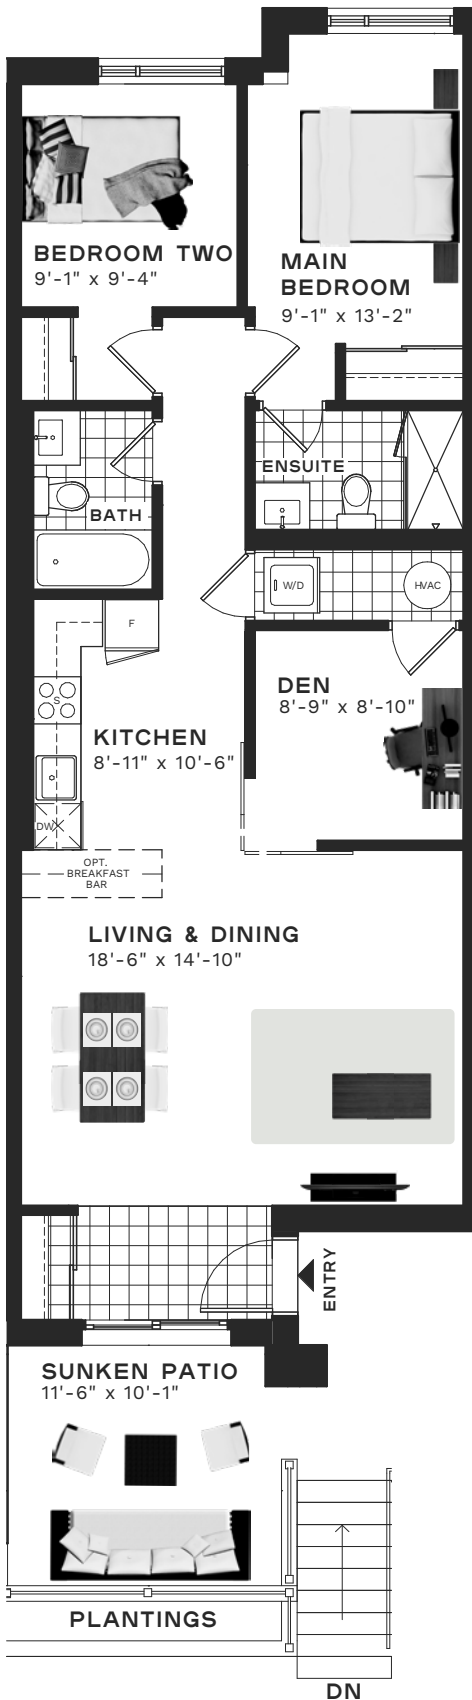 BEDROOM TWO
9'-1" x 9'-4"
MAIN
BEDROOM
9'-1" x 13'-2"
ENSUITE
BATH
W/D
HVAC
F
DEN
8'-9" x 8'-10"
S
KITCHEN
8'-11" x 10'-6"
DW
OPT.
BREAKFAST
BAR
LIVING & DINING
18'-6" x 14'-10"
ENTRY
SUNKEN PATIO
11'-6" x 10'-1"
PLANTINGS
DN